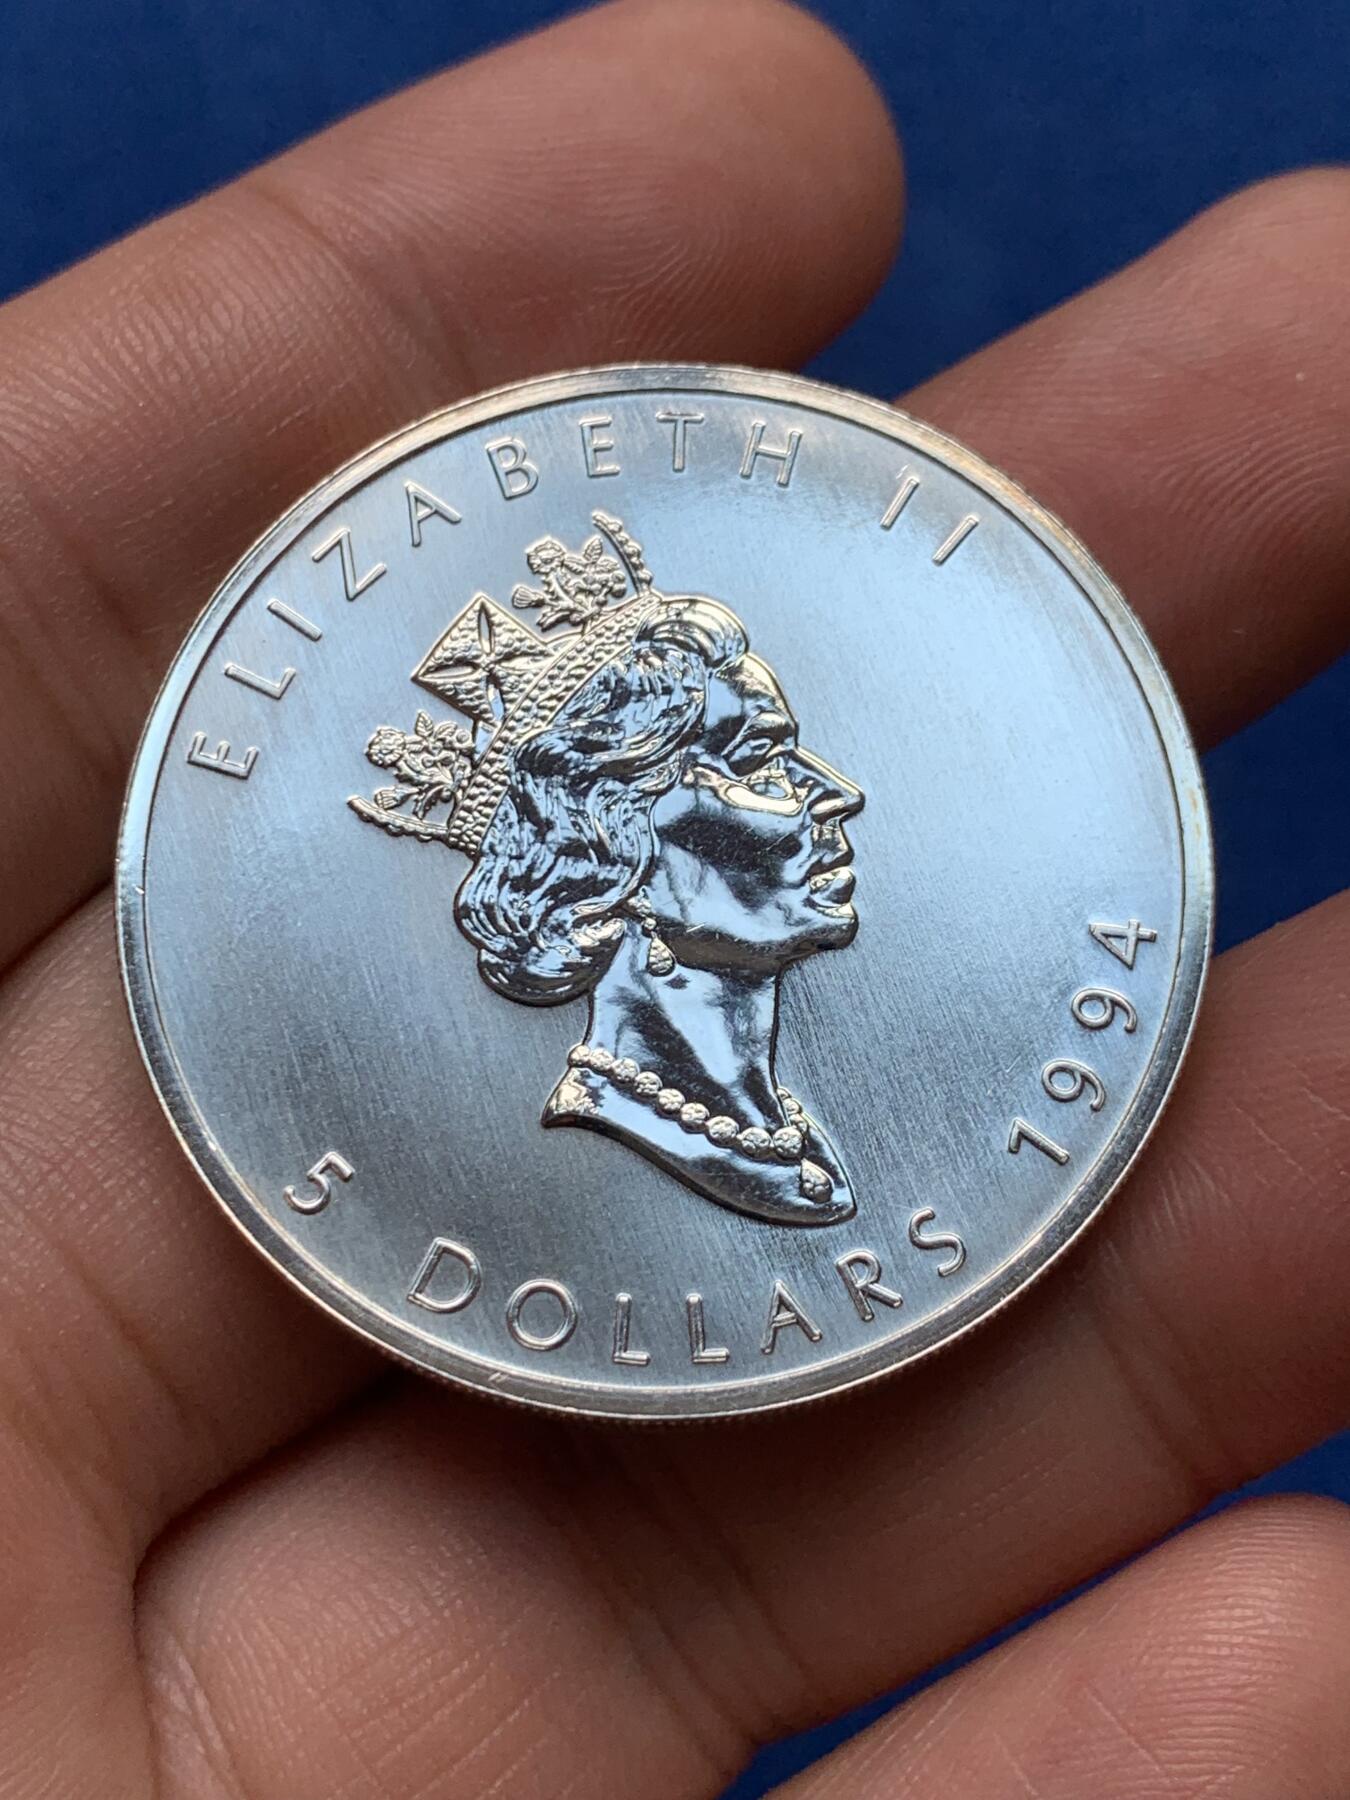 ELIZABETH II
5 DOLLARS 1994